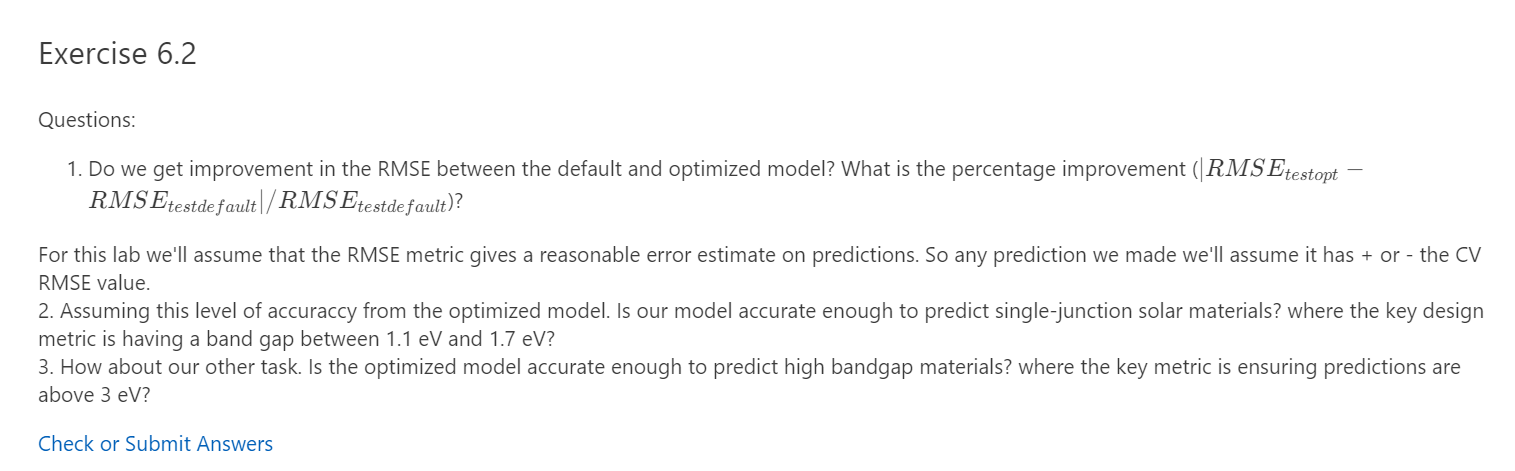 Exercise 6.2
Questions:
1. Do we get improvement in the RMSE between the default and optimized model? What is the percentage improvement (|RMSE_{testopt} −
RMSE_{testdefault}|/RMSE_{testdefault})?
For this lab we'll assume that the RMSE metric gives a reasonable error estimate on predictions. So any prediction we made we'll assume it has + or - the CV
RMSE value.
2. Assuming this level of accuraccy from the optimized model. Is our model accurate enough to predict single-junction solar materials? where the key design
metric is having a band gap between 1.1 eV and 1.7 eV?
3. How about our other task. Is the optimized model accurate enough to predict high bandgap materials? where the key metric is ensuring predictions are
above 3 eV?
Check or Submit Answers